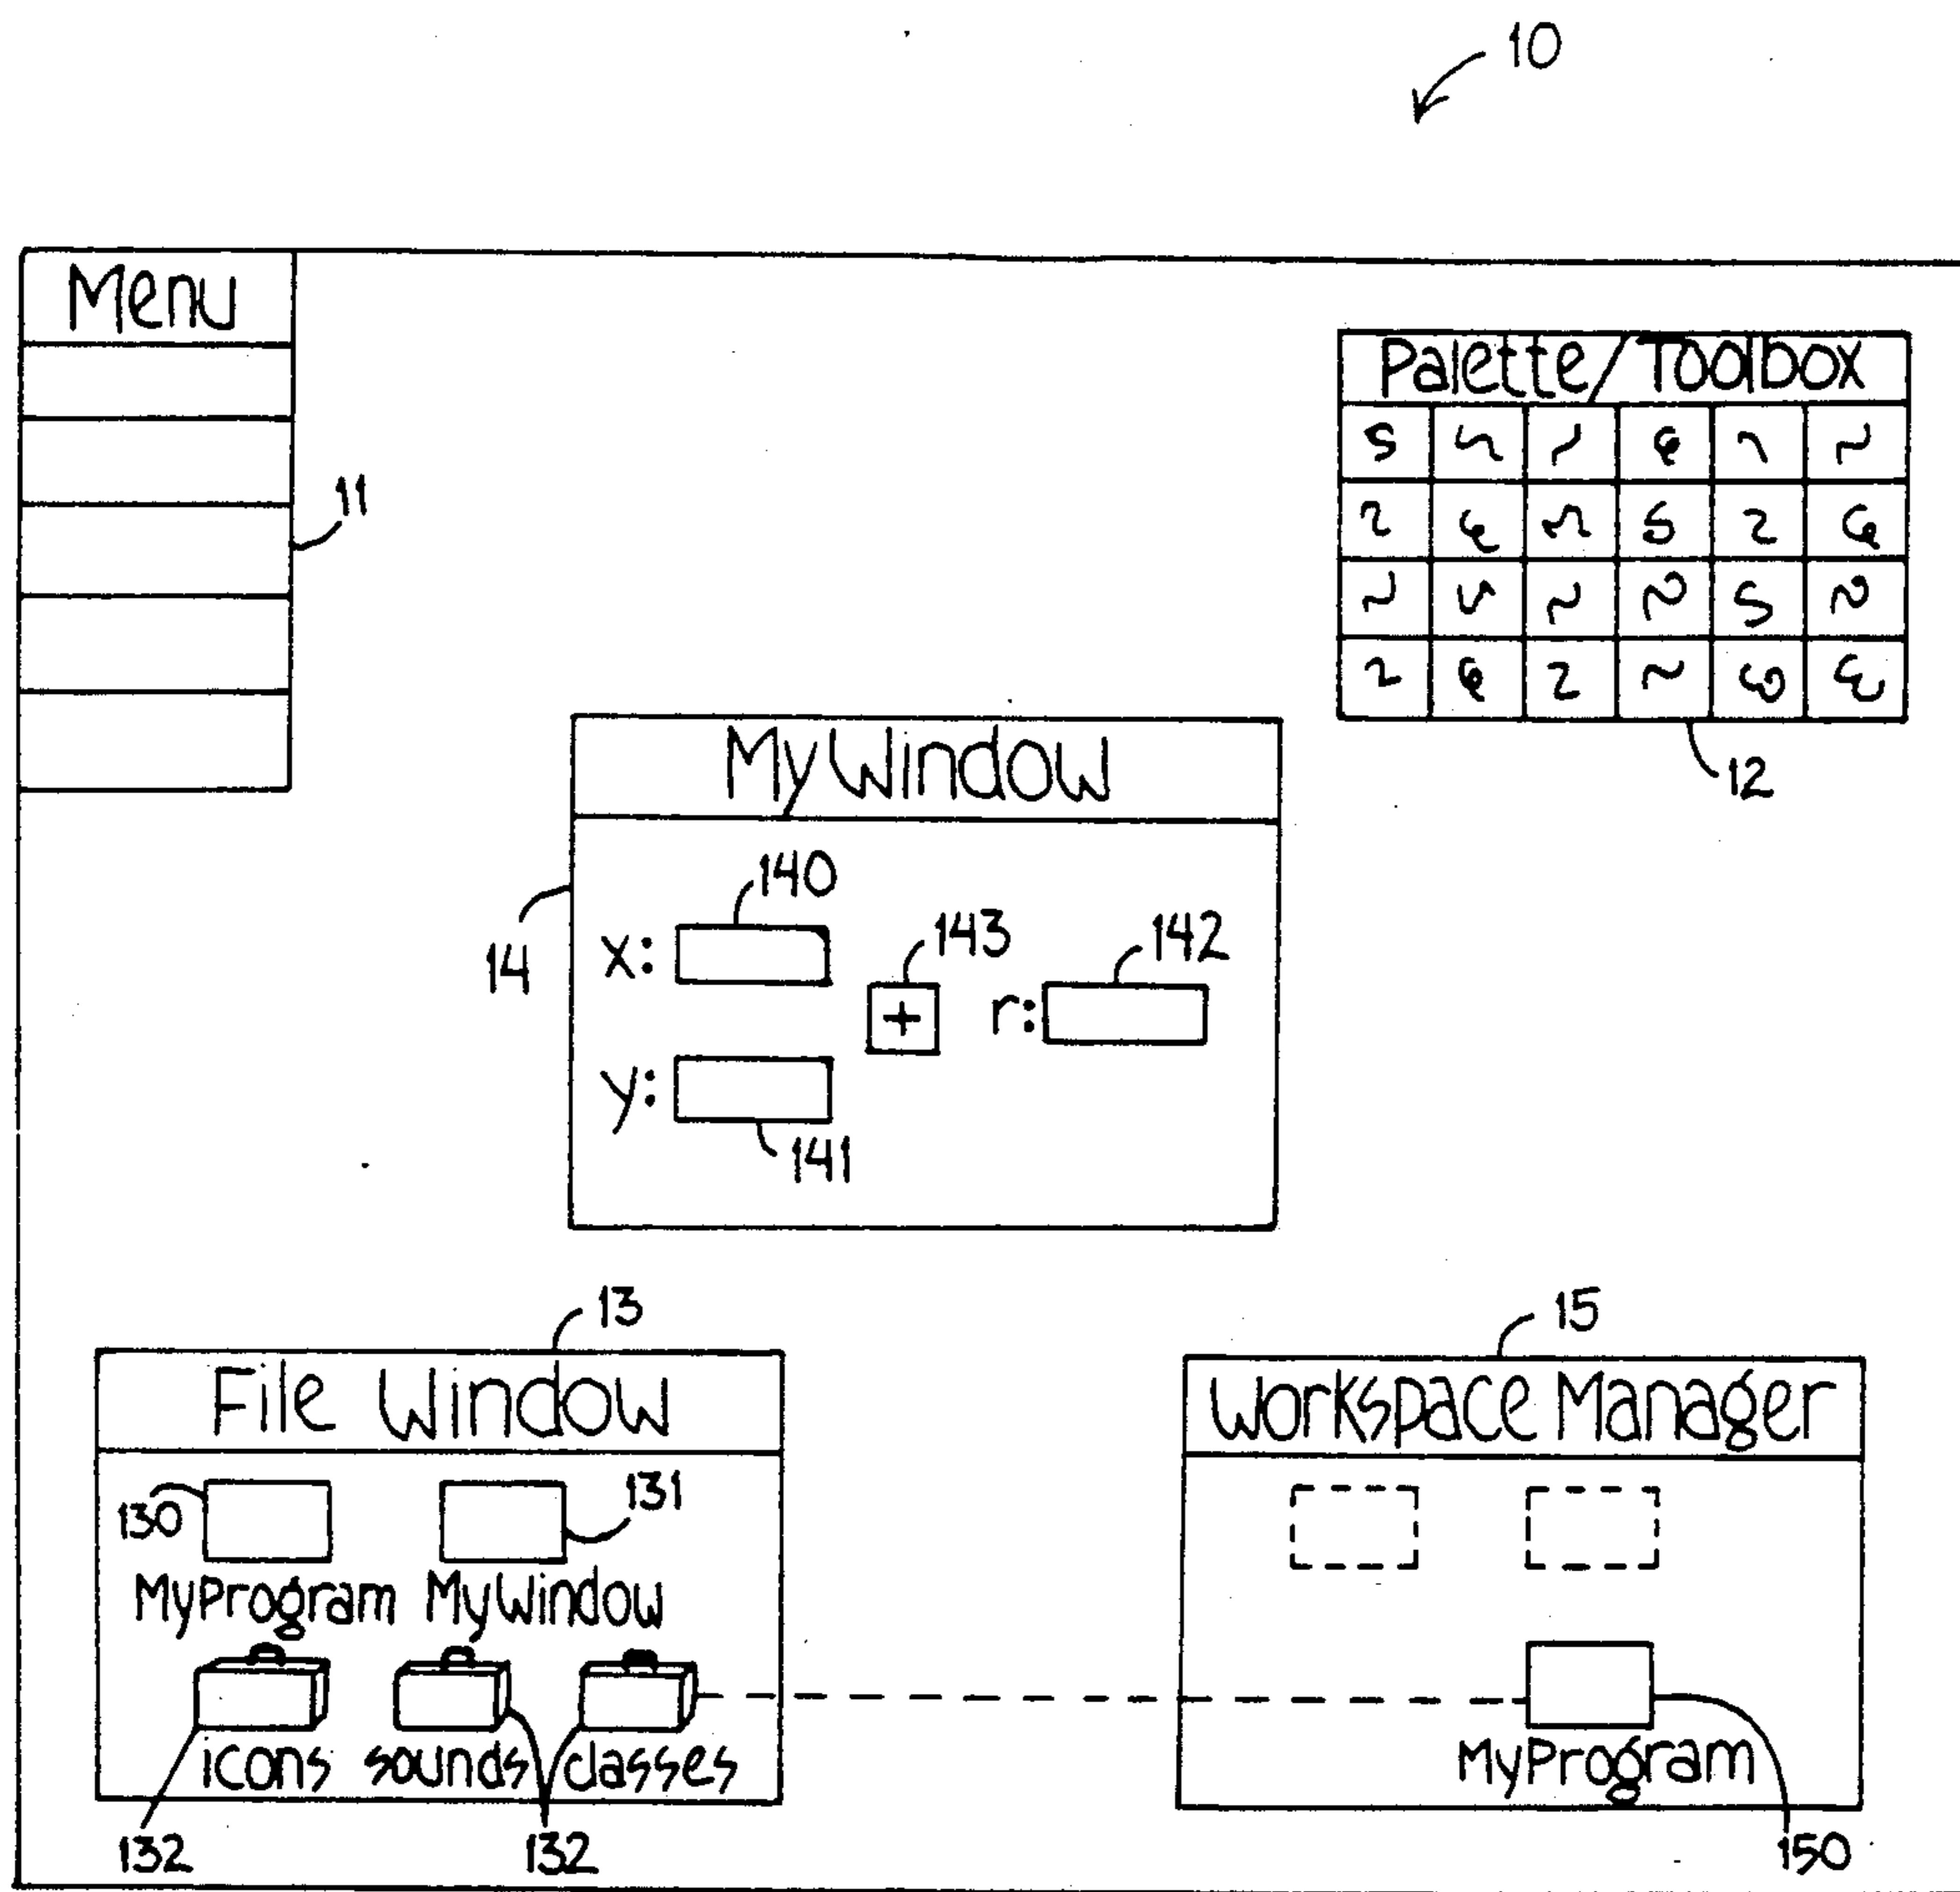 10
Menu
11
Palette/Toolbox
12
MyWindow
14
140
x:
143
+
r:
142
y:
141
13
File Window
130
131
MyProgram MyWindow
icons sounds classes
132
132
15
Workspace Manager
MyProgram
150